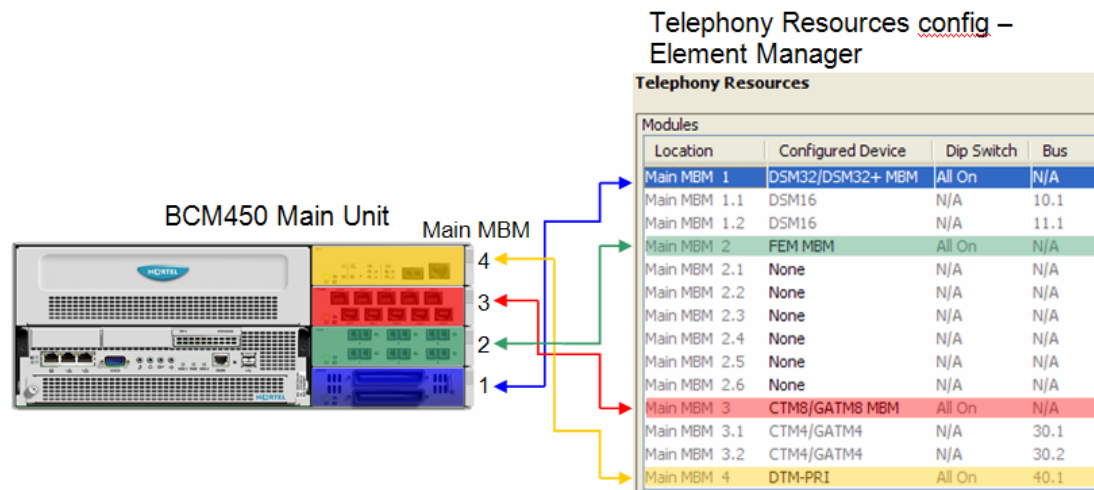 Telephony Resources config –
Element Manager
Telephony Resources
Modules
Location Configured Device Dip Switch Bus
Main MBM 1 DSM32/DSM32+ MBM All On N/A
Main MBM 1.1 DSM16 N/A 10.1
Main MBM 1.2 DSM16 N/A 11.1
Main MBM 2 FEM MBM All On N/A
Main MBM 2.1 None N/A N/A
Main MBM 2.2 None N/A N/A
Main MBM 2.3 None N/A N/A
Main MBM 2.4 None N/A N/A
Main MBM 2.5 None N/A N/A
Main MBM 2.6 None N/A N/A
Main MBM 3 CTM8/GATM8 MBM All On N/A
Main MBM 3.1 CTM4/GATM4 N/A 30.1
Main MBM 3.2 CTM4/GATM4 N/A 30.2
Main MBM 4 DTM-PRI All On 40.1
BCM450 Main Unit
Main MBM
4
3
2
1
NORTEL
NORTEL